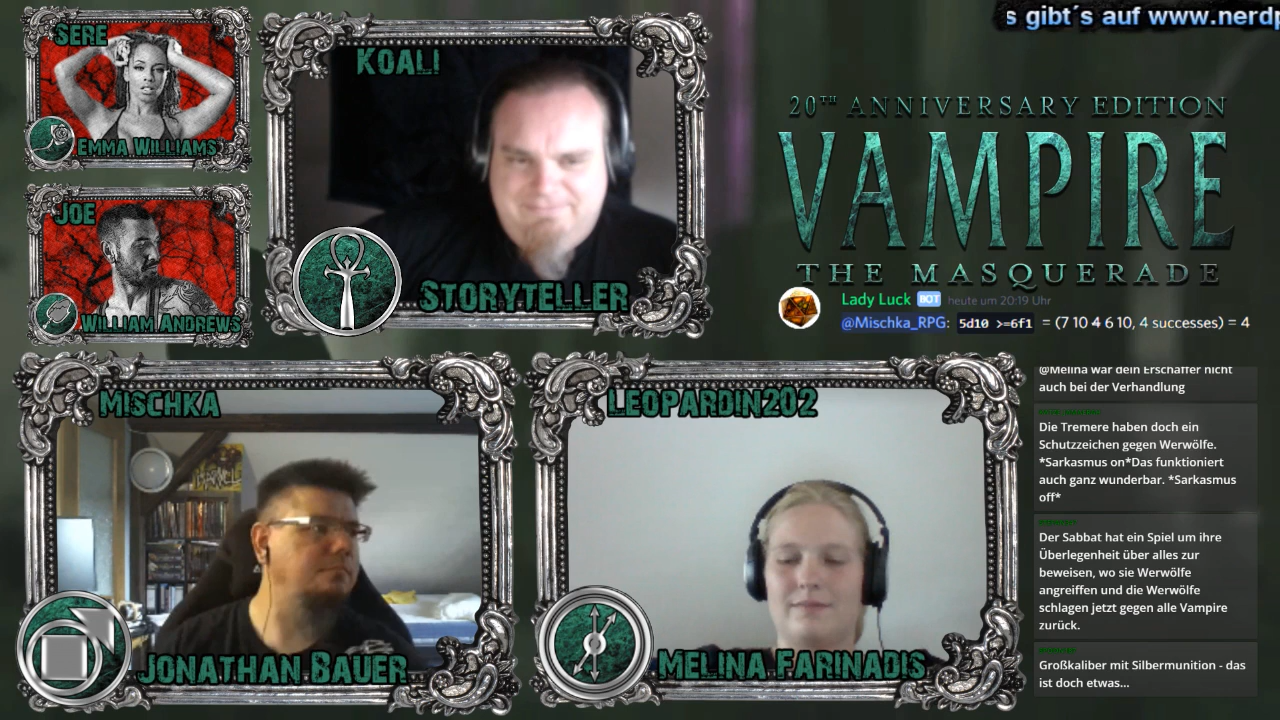 s gibt´s auf www.nerdp
SERE
EMMA WILLIAMS
KOALI
STORYTELLER
20TH ANNIVERSARY EDITION
VAMPIRE
THE MASQUERADE
JOE
WILLIAM ANDREWS
Lady Luck BOT heute um 20:19 Uhr
@Mischka_RPG: 5d10 >=6f1 = (7 10 4 6 10, 4 successes) = 4
MISCHKA
JONATHAN BAUER
LEOPARDIN202
MELINA FARINADIS
@Melina war dein Erschaffer nicht
auch bei der Verhandlung
Die Tremere haben doch ein
Schutzzeichen gegen Werwölfe.
*Sarkasmus on*Das funktioniert
auch ganz wunderbar. *Sarkasmus
off*
Der Sabbat hat ein Spiel um ihre
Überlegenheit über alles zur
beweisen, wo sie Werwölfe
angreifen und die Werwölfe
schlagen jetzt gegen alle Vampire
zurück.
Großkaliber mit Silbermunition - das
ist doch etwas...